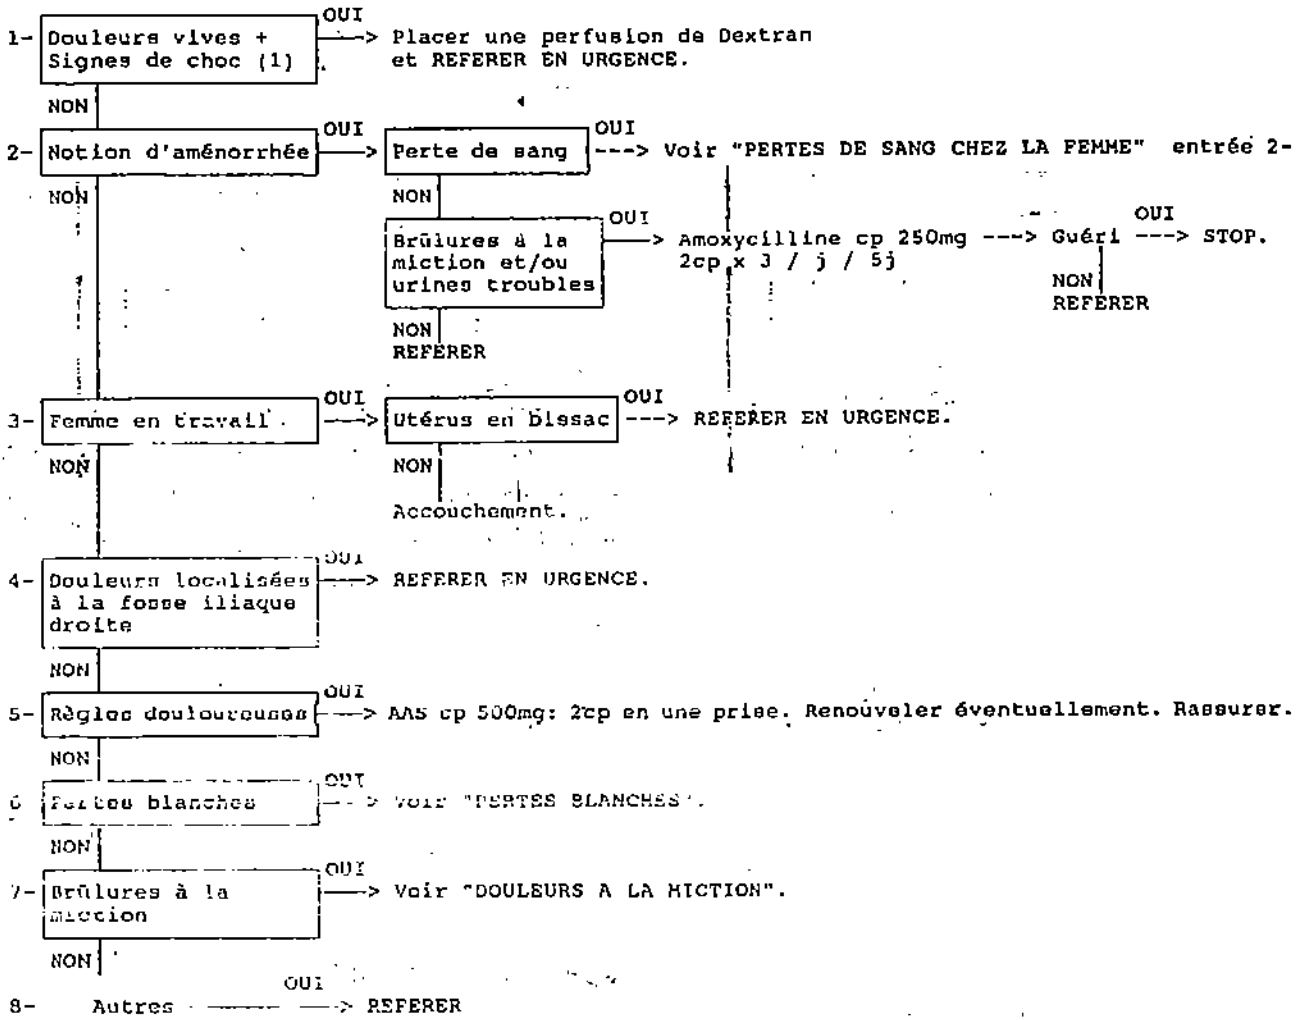 OUI
1- Douleurs vives + ---> Placer une perfusion de Dextran
Signes de choc (1) et REFERER EN URGENCE.
NON
OUI OUI
2- Notion d'aménorrhée ---> Perte de sang ---> Voir "PERTES DE SANG CHEZ LA FEMME" entrée 2-
NON NON
OUI OUI
Brûlures à la ---> Amoxycilline cp 250mg ---> Guéri ---> STOP.
miction et/ou 2cp x 3 / j / 5j
urines troubles NON
REFERER
NON
REFERER
OUI OUI
3- Femme en travail. ---> Utérus en bissac ---> REFERER EN URGENCE.
NON NON
Accouchement.
OUI
4- Douleurs localisées ---> REFERER EN URGENCE.
à la fosse iliaque
droite
NON
OUI
5- Règles douloureuses ---> AAS cp 500mg: 2cp en une prise. Renouveler éventuellement. Rassurer.
NON
OUI
6 Pertes blanches ---> Voir "PERTES BLANCHES".
NON
OUI
7- Brûlures à la ---> Voir "DOULEURS A LA MICTION".
miction
NON
OUI
8- Autres ---> REFERER